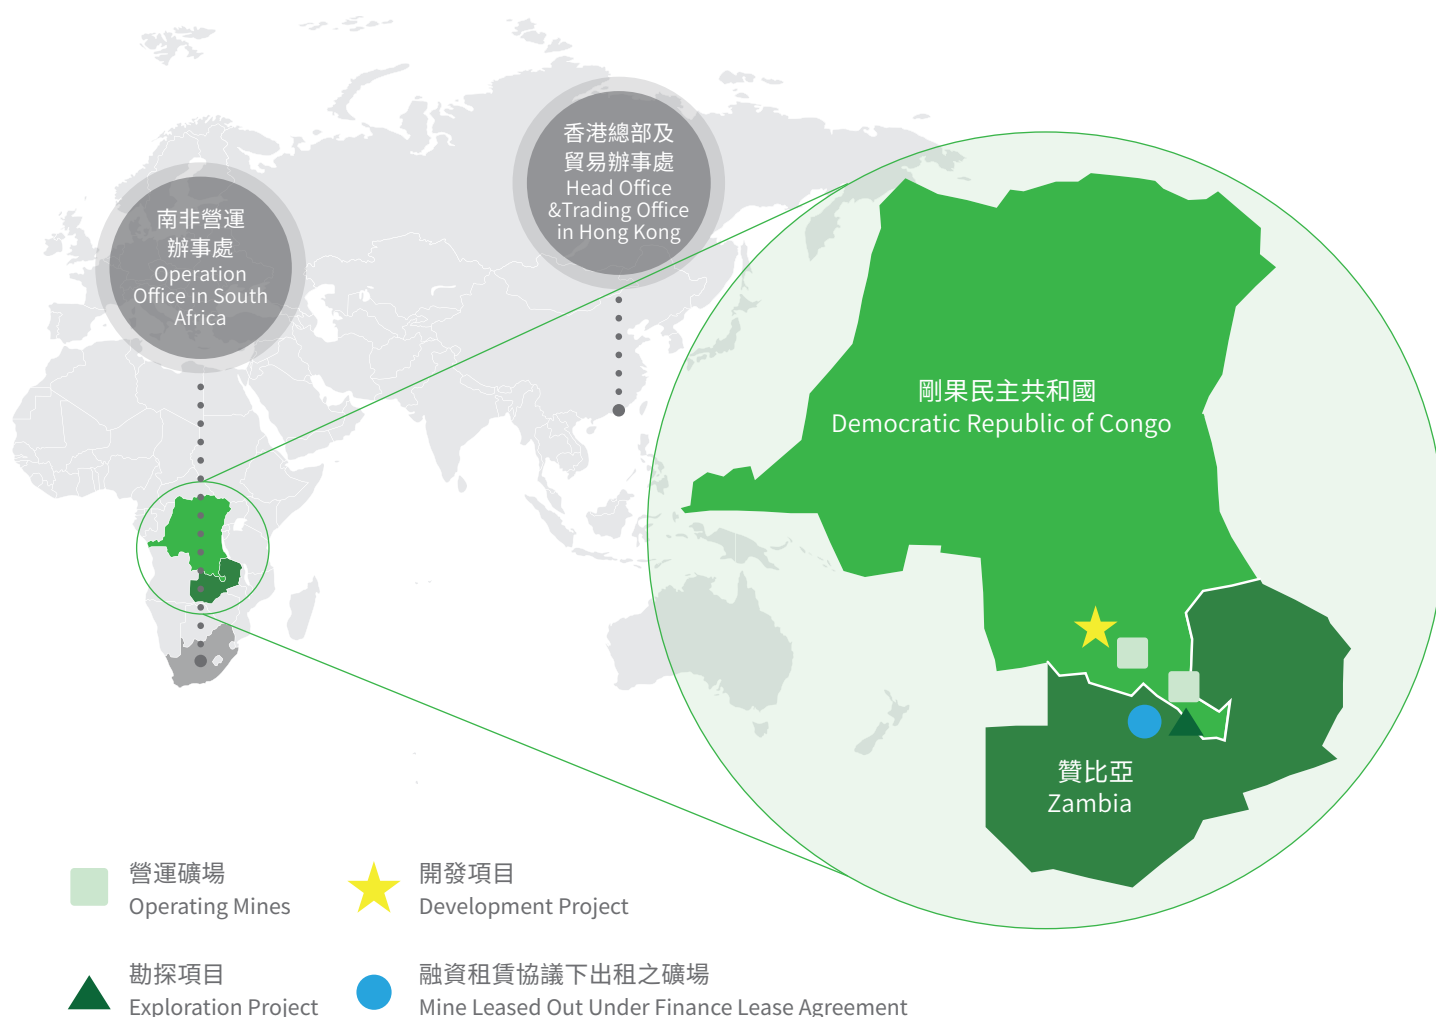 香港總部及
貿易辦事處
Head Office
&Trading Office
in Hong Kong
南非營運
辦事處
Operation
Office in South
Africa
剛果民主共和國
Democratic Republic of Congo
贊比亞
Zambia
營運礦場
Operating Mines
開發項目
Development Project
勘探項目
Exploration Project
融資租賃協議下出租之礦場
Mine Leased Out Under Finance Lease Agreement